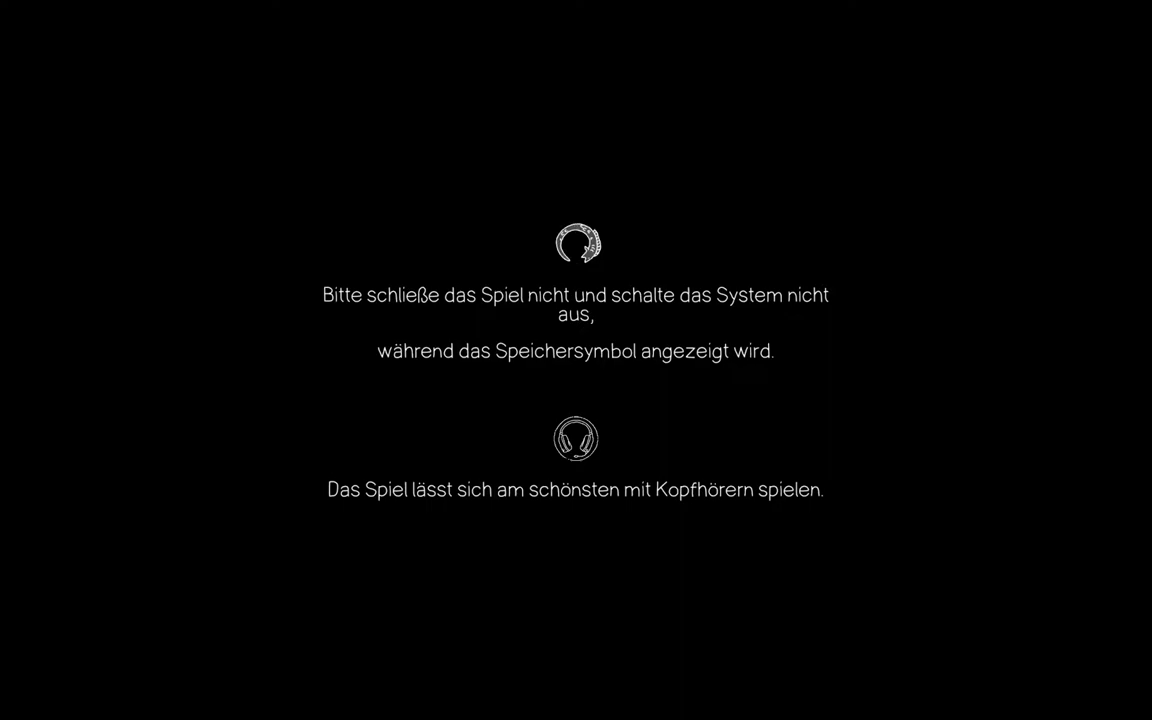 Bitte schließe das Spiel nicht und schalte das System nicht
aus,
während das Speichersymbol angezeigt wird.
Das Spiel lässt sich am schönsten mit Kopfhörern spielen.